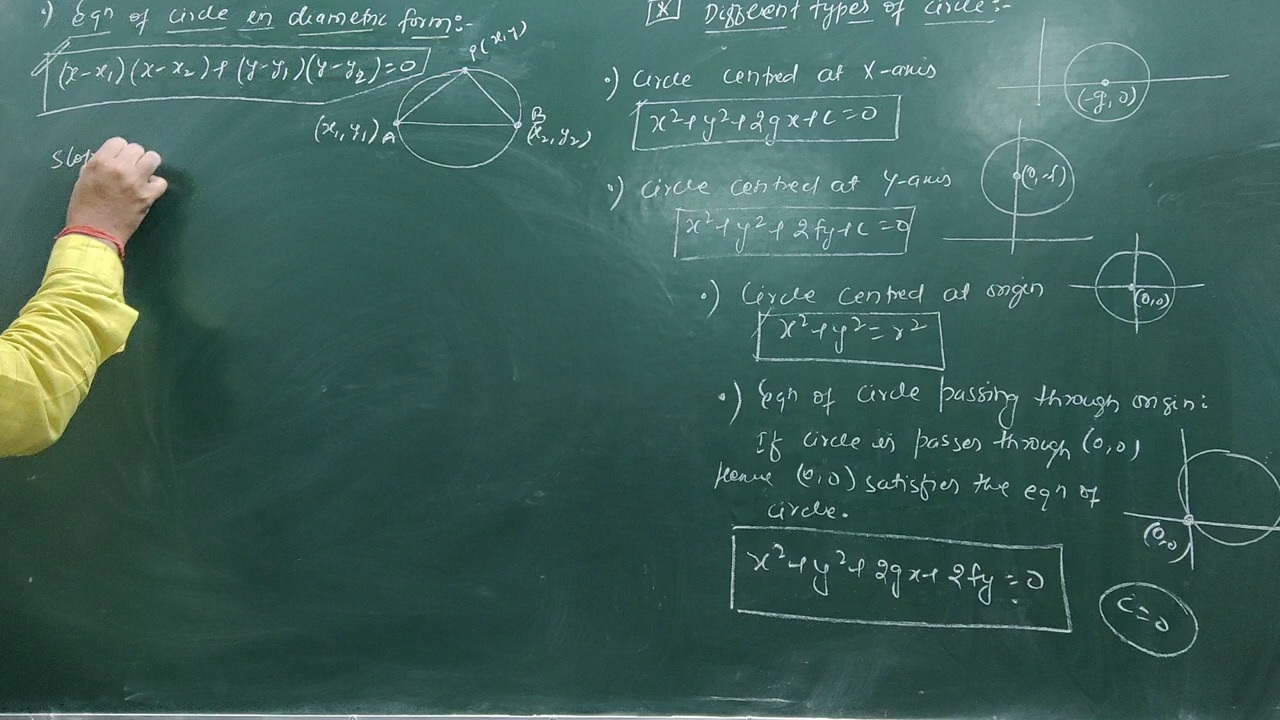 •) Eqn of circle in diametric form:-
(x-x₁)(x-x₂)+(y-y₁)(y-y₂)=0
P(x,y)
(x₁,y₁) A
B
(x₂,y₂)
Slop
[*] Different types of circle:-
•) circle centred at X-axis
x²+y²+2gx+c=0
(-g,0)
•) circle centred at Y-axis
x²+y²+2fy+c=0
(0,-f)
•) circle centred at origin
x²+y²=r²
(0,0)
•) Eqn of circle passing through origin:
If circle is passes through (0,0)
Hence (0,0) satisfies the eqn of
circle.
(0,0)
x²+y²+2gx+2fy=0
c=0